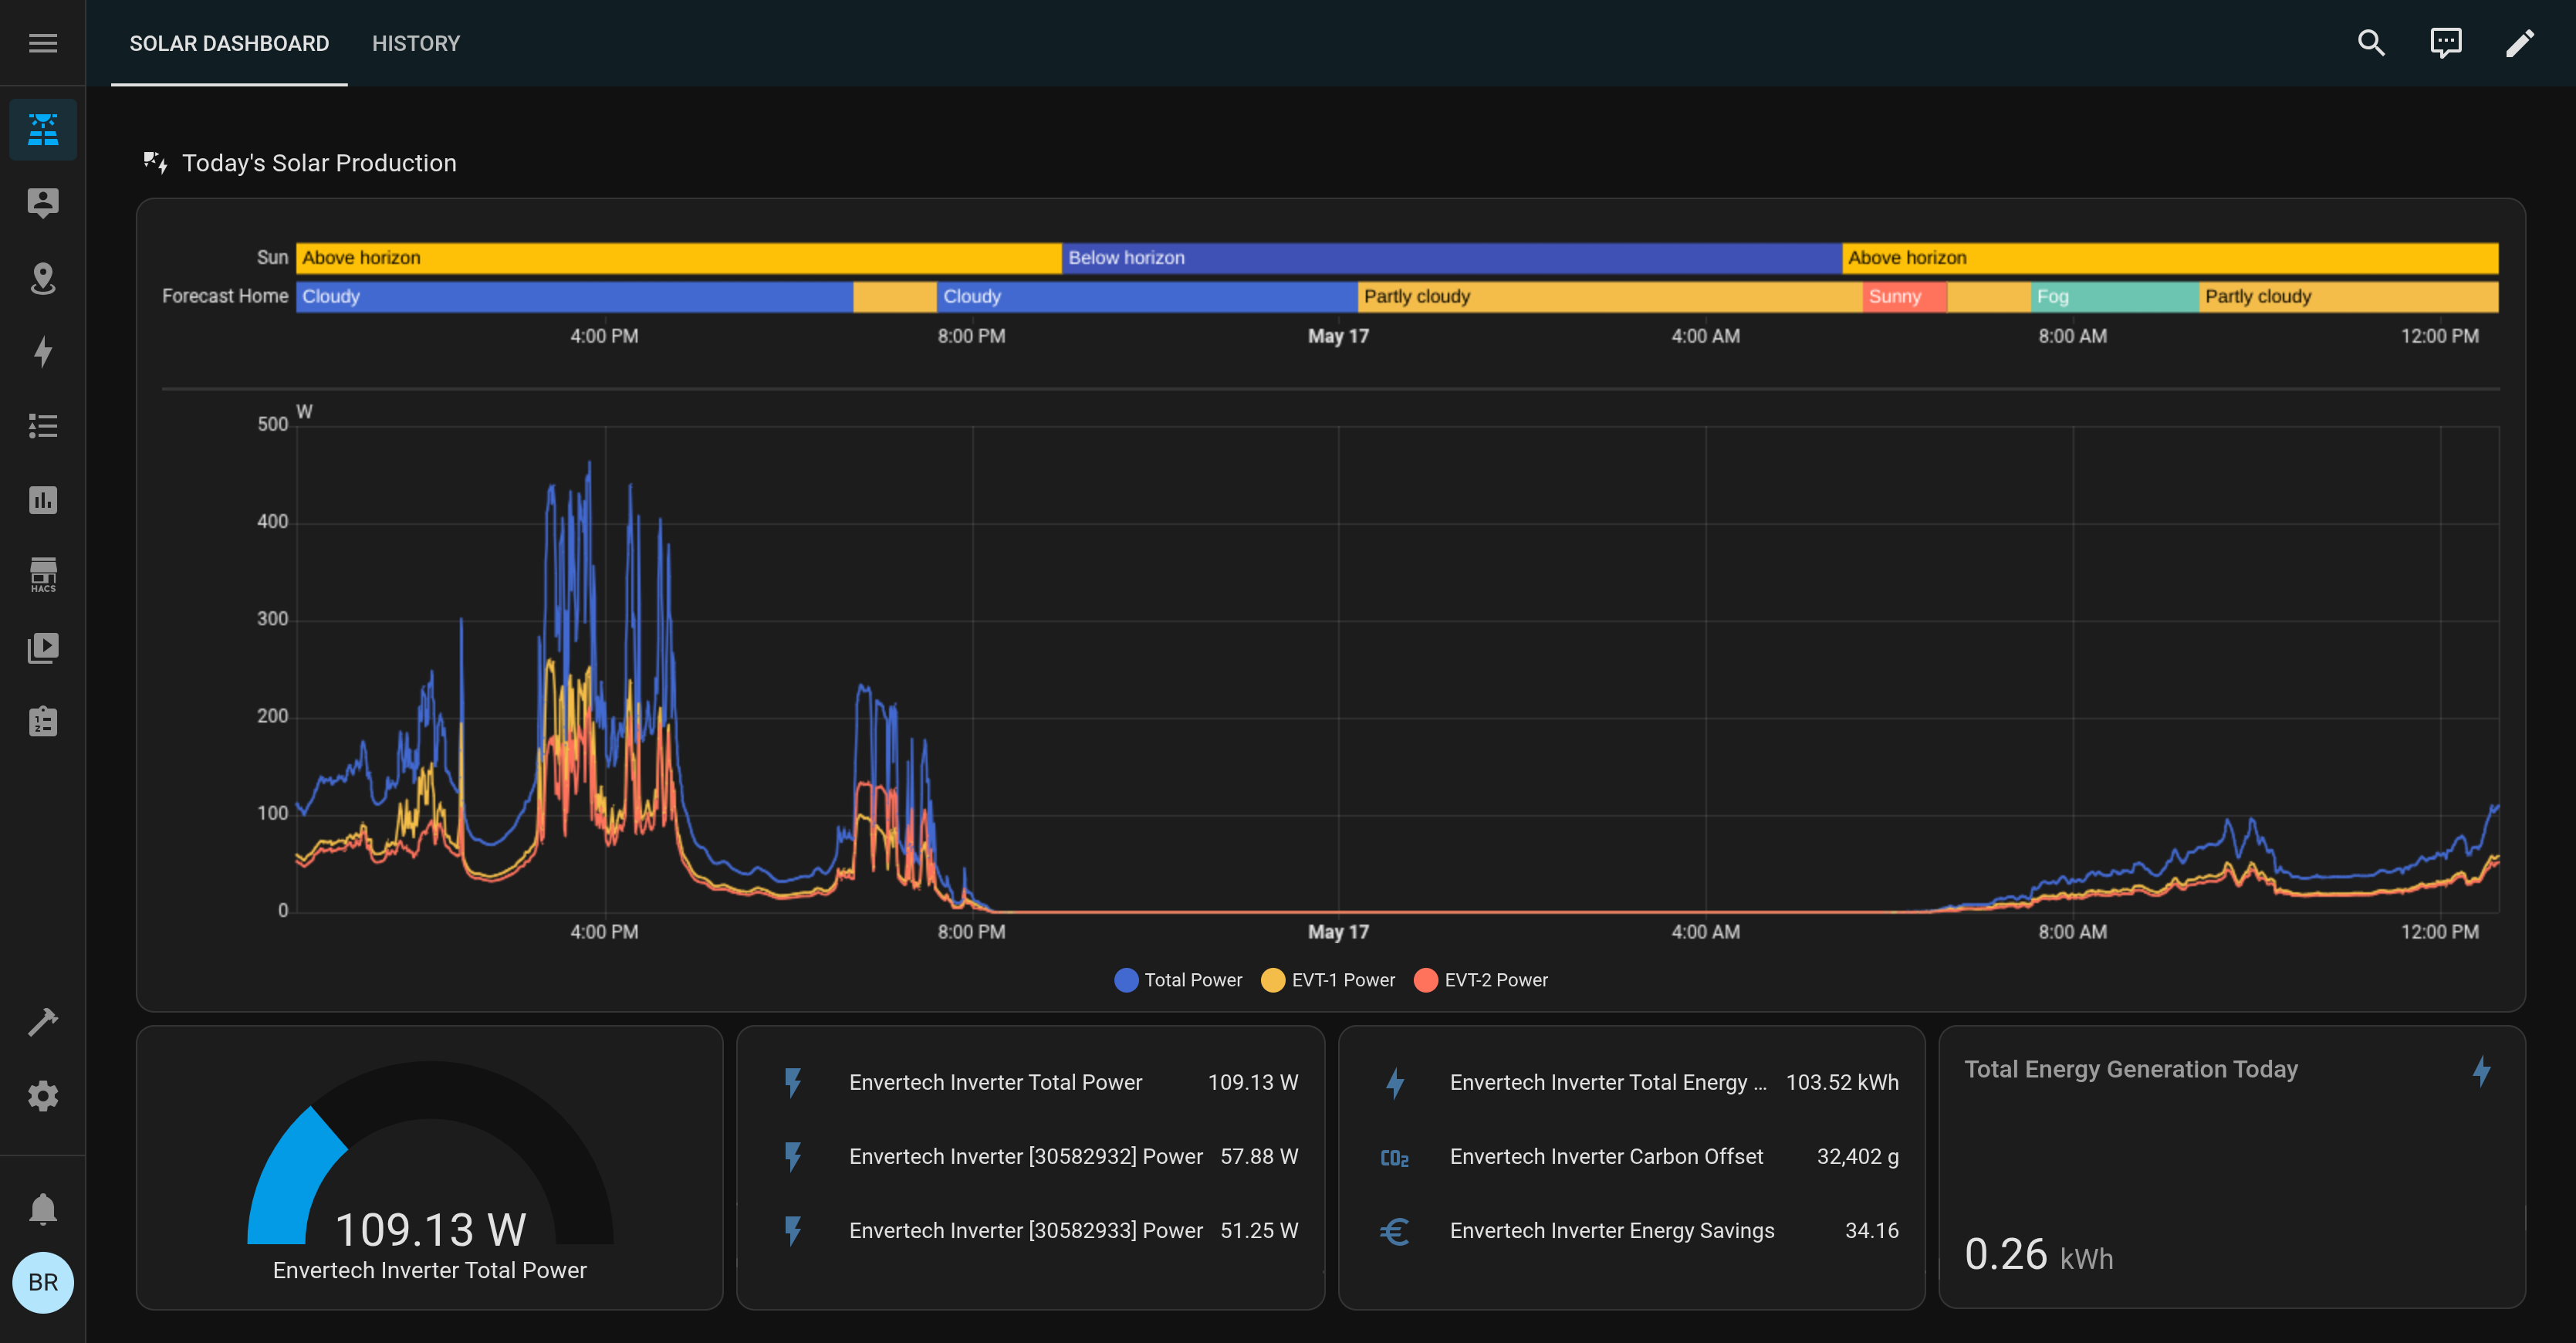 SOLAR DASHBOARD HISTORY
Today's Solar Production
Sun Above horizon Below horizon Above horizon
Forecast Home Cloudy Cloudy Partly cloudy Sunny Fog Partly cloudy
4:00 PM 8:00 PM May 17 4:00 AM 8:00 AM 12:00 PM
W
500
400
300
200
100
0
4:00 PM 8:00 PM May 17 4:00 AM 8:00 AM 12:00 PM
Total Power EVT-1 Power EVT-2 Power
HACS
109.13 W
Envertech Inverter Total Power
Envertech Inverter Total Power 109.13 W
Envertech Inverter [30582932] Power 57.88 W
Envertech Inverter [30582933] Power 51.25 W
Envertech Inverter Total Energy ... 103.52 kWh
CO2 Envertech Inverter Carbon Offset 32,402 g
€ Envertech Inverter Energy Savings 34.16
Total Energy Generation Today
0.26 kWh
BR